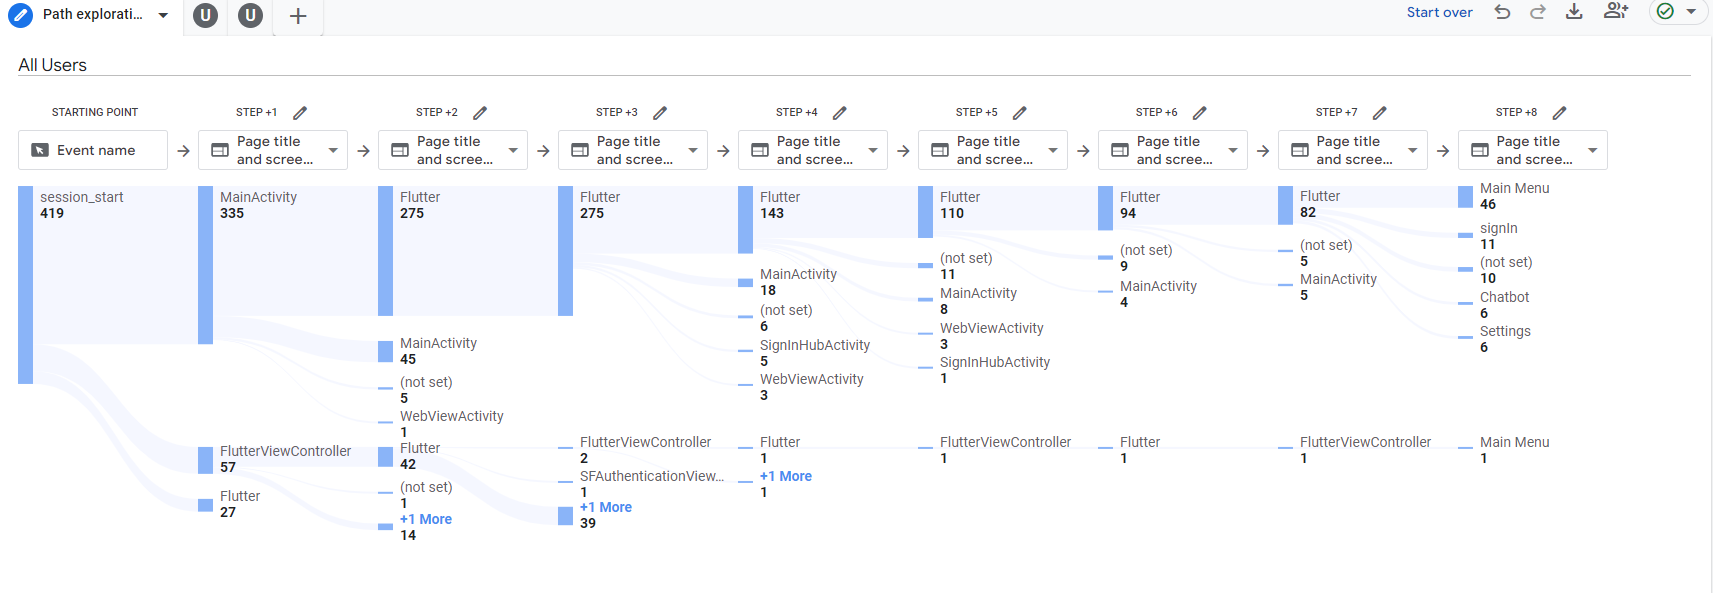 Path explorati...
U
U
Start over
All Users
STARTING POINT
STEP +1
STEP +2
STEP +3
STEP +4
STEP +5
STEP +6
STEP +7
STEP +8
Event name
Page title
and scree...
Page title
and scree...
Page title
and scree...
Page title
and scree...
Page title
and scree...
Page title
and scree...
Page title
and scree...
Page title
and scree...
session_start
419
MainActivity
335
FlutterViewController
57
Flutter
27
Flutter
275
MainActivity
45
(not set)
5
WebViewActivity
1
Flutter
42
(not set)
1
+1 More
14
Flutter
275
FlutterViewController
2
SFAuthenticationView...
1
+1 More
39
Flutter
143
MainActivity
18
(not set)
6
SignInHubActivity
5
WebViewActivity
3
Flutter
1
+1 More
1
Flutter
110
(not set)
11
MainActivity
8
WebViewActivity
3
SignInHubActivity
1
FlutterViewController
1
Flutter
94
(not set)
9
MainActivity
4
Flutter
1
Flutter
82
(not set)
5
MainActivity
5
FlutterViewController
1
Main Menu
46
signIn
11
(not set)
10
Chatbot
6
Settings
6
Main Menu
1